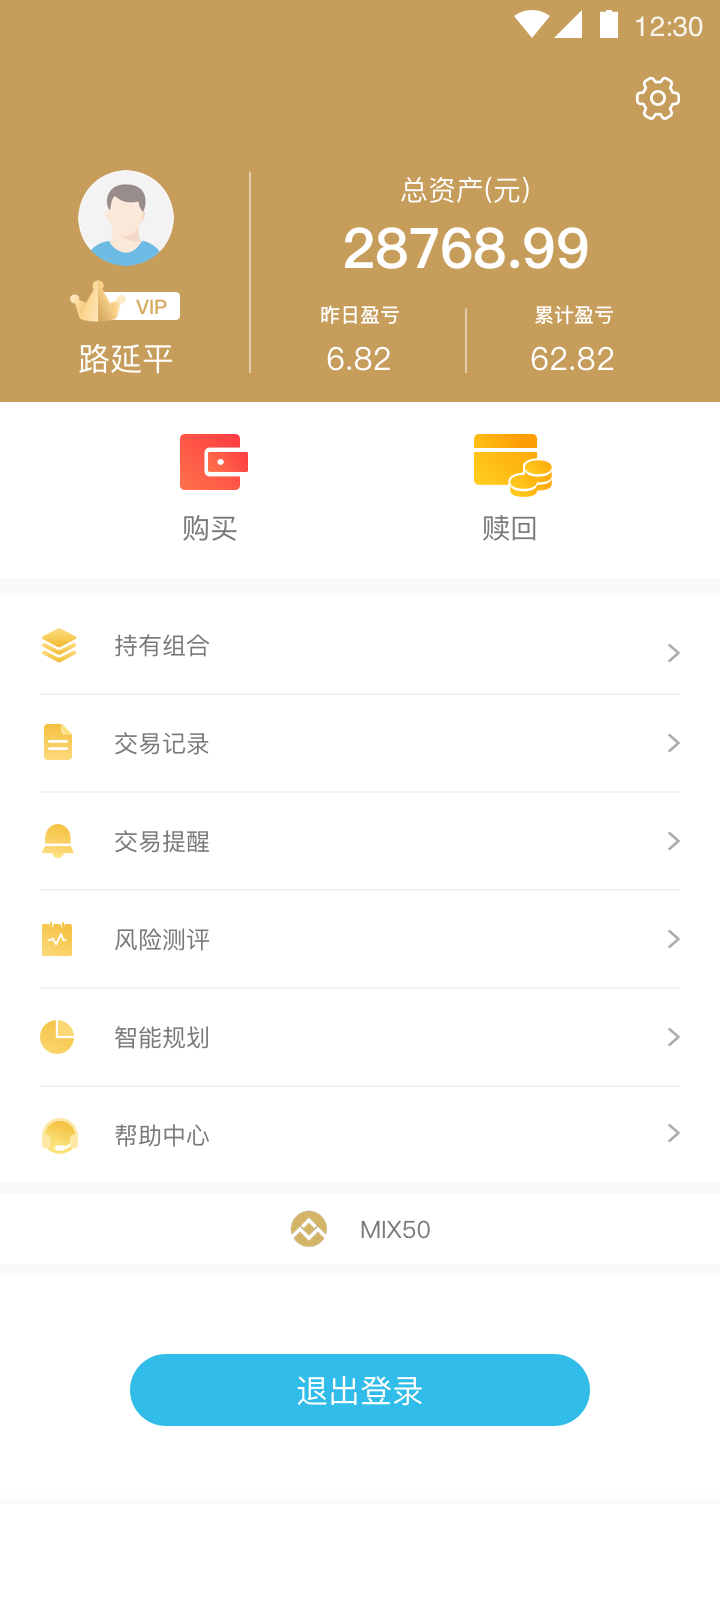 12:30
总资产(元)
28768.99
VIP
路延平
昨日盈亏
累计盈亏
6.82
62.82
购买
赎回
持有组合
交易记录
交易提醒
风险测评
智能规划
帮助中心
MIX50
退出登录